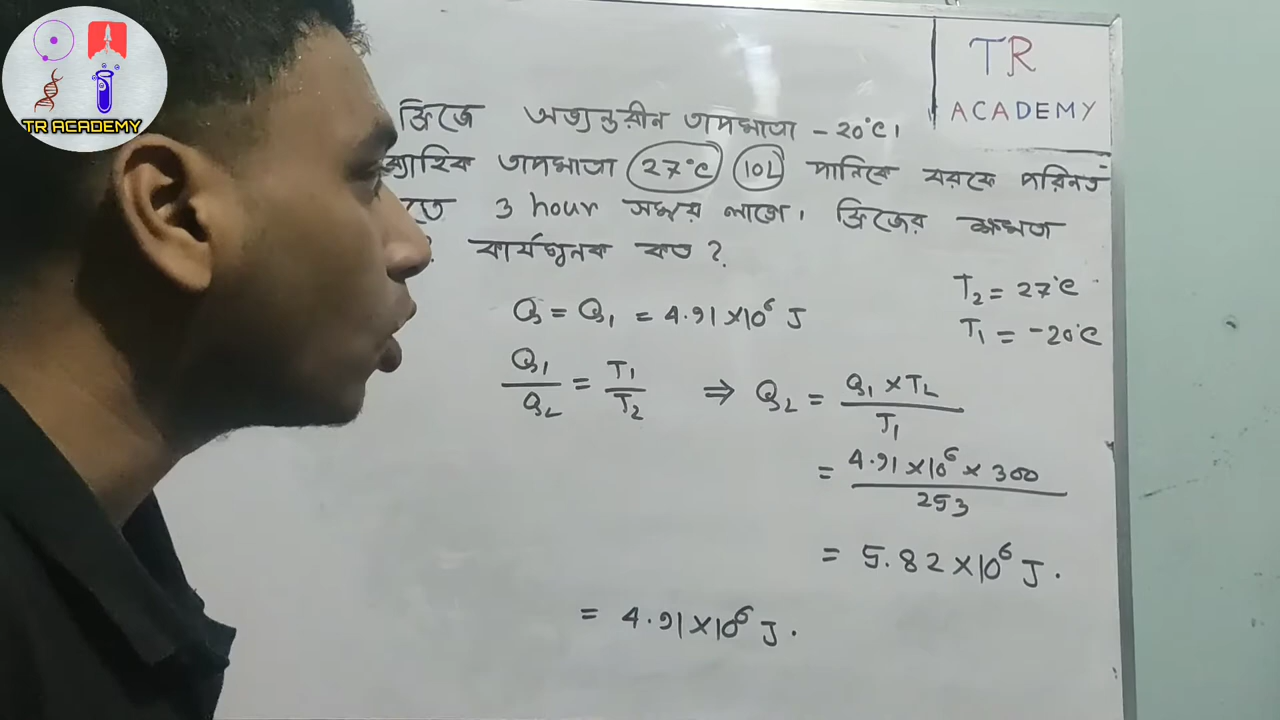 TR ACADEMY
TR
ACADEMY
ফ্রিজে অভ্যন্তরীন তাপমাত্রা -20°C।
তাপমাত্রা 27°C 10L পানিকে বরফে পরিনত
তে 3 hour সময় লাগে। ফ্রিজের ক্ষমতা
? কার্যগুনক কত?
T₂ = 27°C
T₁ = -20°C
Q = Q₁ = 4.91×10⁶ J
Q₁/Q₂ = T₁/T₂ ⇒ Q₂ = Q₁ × T₂/T₁
= 4.91×10⁶ × 300/253
= 5.82×10⁶ J.
= 4.91×10⁶ J.